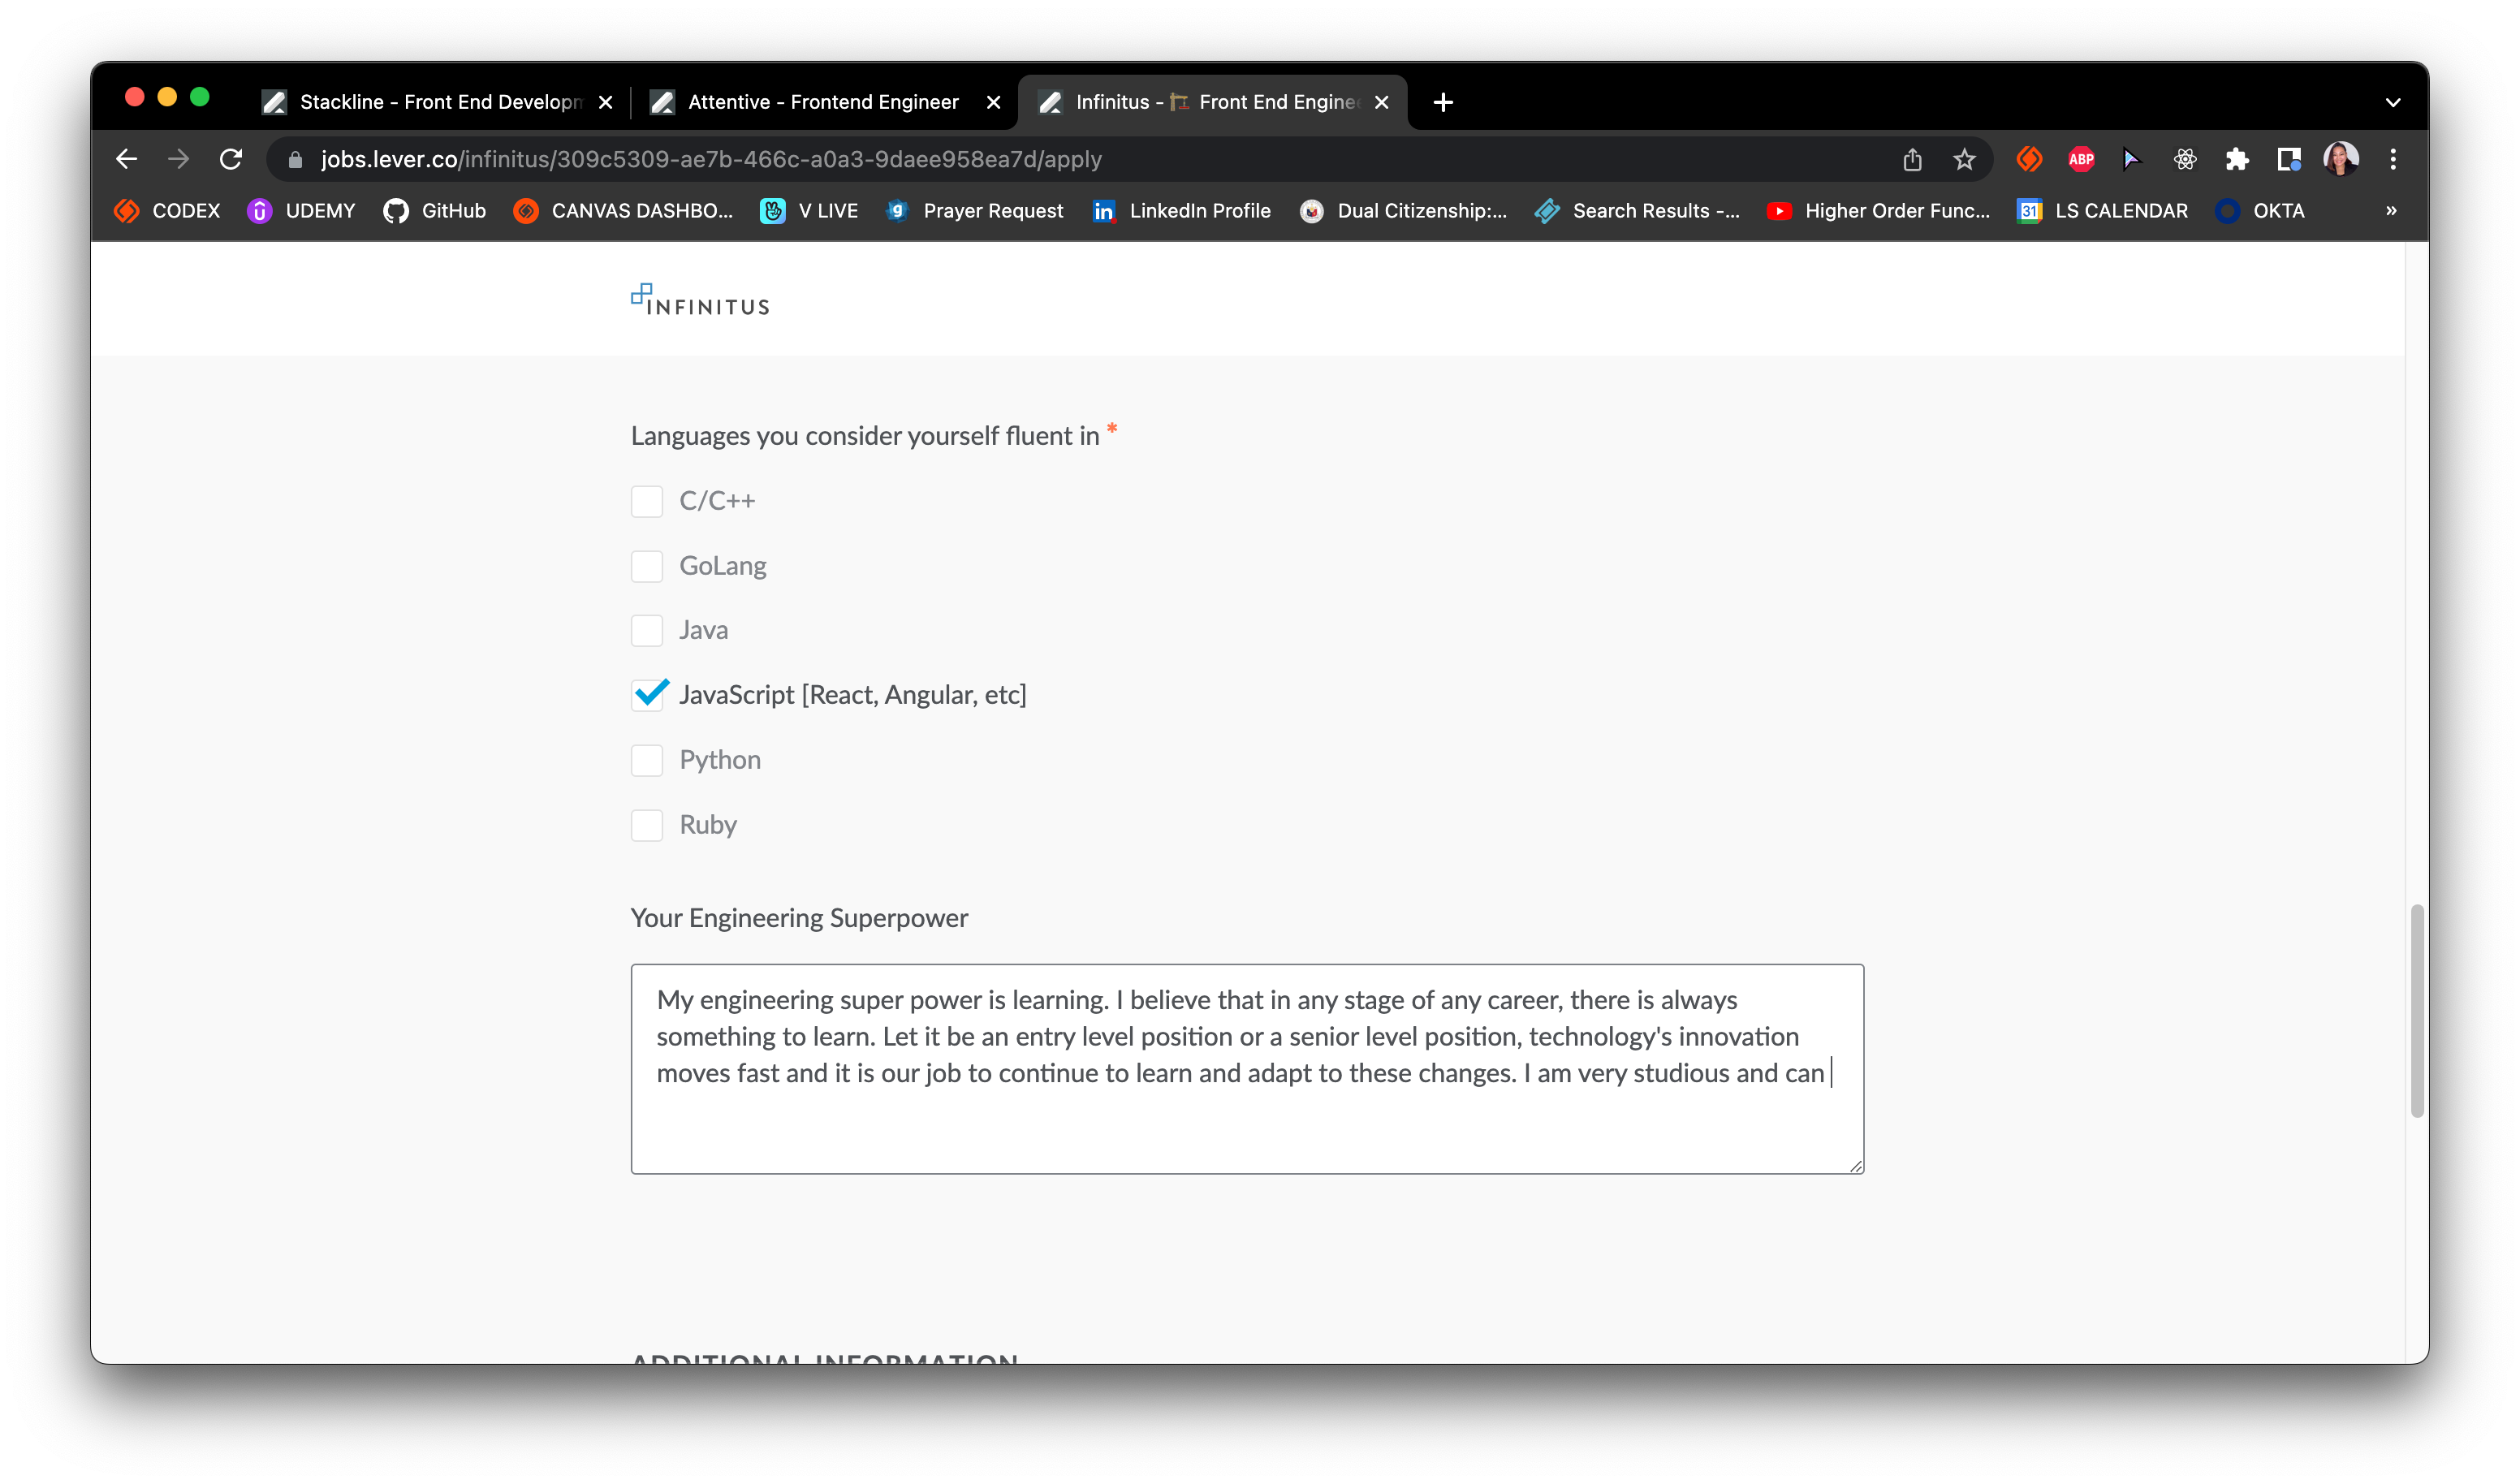 Stackline - Front End Developm
Attentive - Frontend Engineer
Infinitus - 🏗️ Front End Enginee
jobs.lever.co/infinitus/309c5309-ae7b-466c-a0a3-9daee958ea7d/apply
ABP
CODEX
UDEMY
GitHub
CANVAS DASHBO...
V LIVE
Prayer Request
in LinkedIn Profile
Dual Citizenship:...
Search Results -...
Higher Order Func...
31 LS CALENDAR
OKTA
»
INFINITUS
Languages you consider yourself fluent in *
C/C++
GoLang
Java
JavaScript [React, Angular, etc]
Python
Ruby
Your Engineering Superpower
My engineering super power is learning. I believe that in any stage of any career, there is always
something to learn. Let it be an entry level position or a senior level position, technology's innovation
moves fast and it is our job to continue to learn and adapt to these changes. I am very studious and can
ADDITIONAL INFORMATION